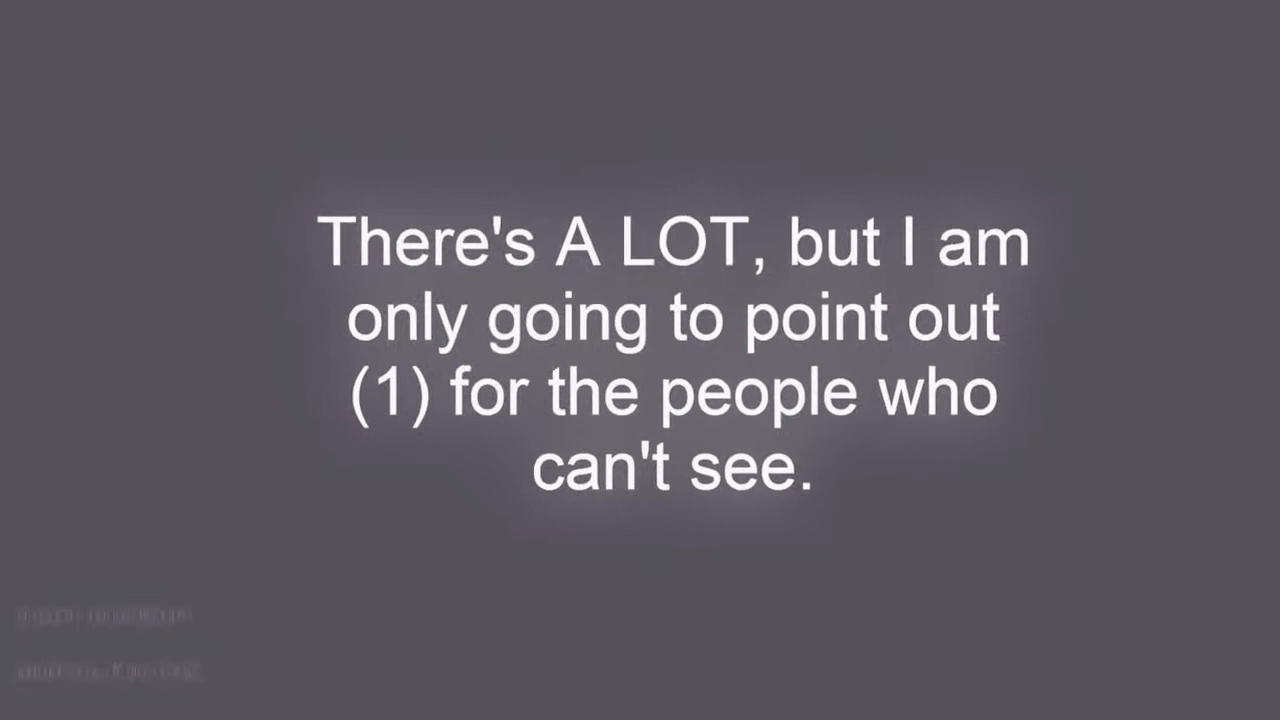 There's A LOT, but I am
only going to point out
(1) for the people who
can't see.